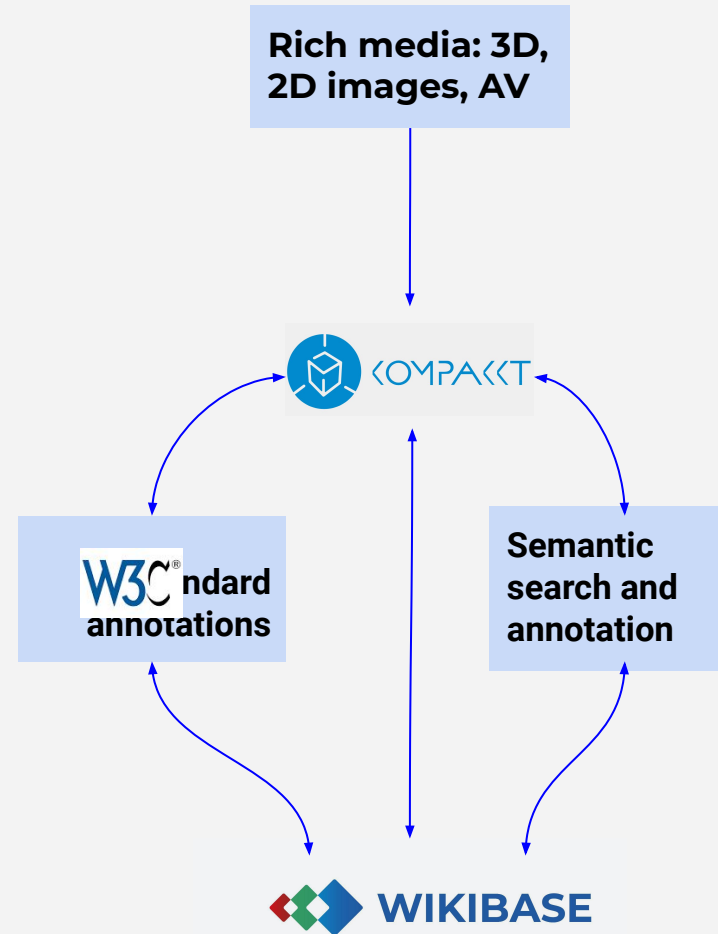 Rich media: 3D,
2D images, AV
KOMPAKKT
W3C® ndard
annotations
Semantic
search and
annotation
WIKIBASE